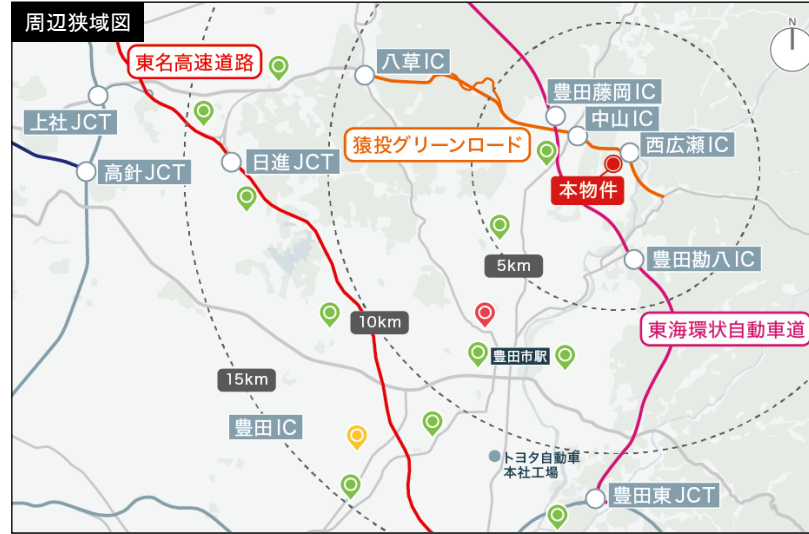 周辺狭域図
N
東名高速道路
八草IC
豊田藤岡IC
上社JCT
中山IC
猿投グリーンロード
西広瀬IC
高針JCT
日進JCT
本物件
豊田勘八IC
5km
10km
東海環状自動車道
豊田市駅
15km
豊田IC
トヨタ自動車
本社工場
豊田東JCT